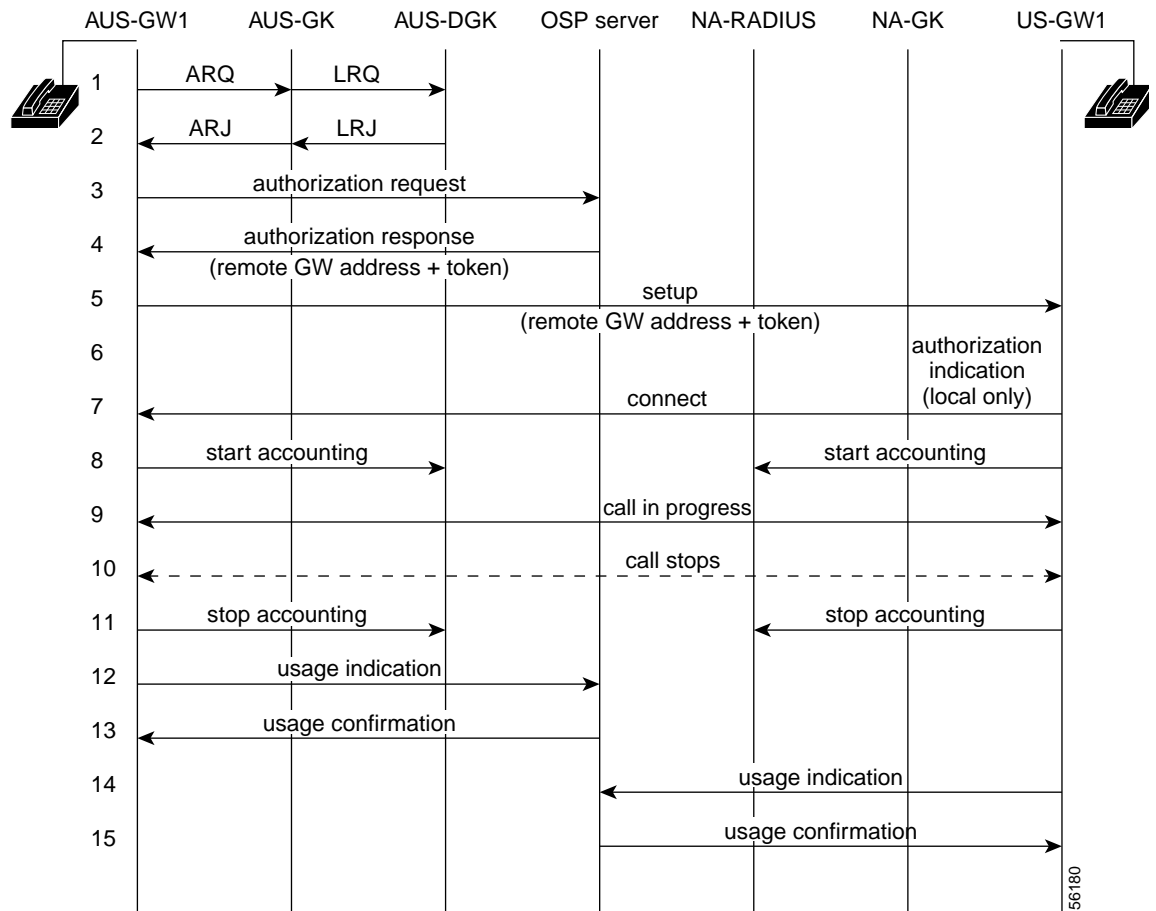 AUS-GW1 AUS-GK AUS-DGK OSP server NA-RADIUS NA-GK US-GW1
1 ARQ LRQ
2 ARJ LRJ
3 authorization request
4 authorization response
(remote GW address + token)
5 setup
(remote GW address + token)
6 authorization
indication
(local only)
7 connect
8 start accounting start accounting
9 call in progress
10 call stops
11 stop accounting stop accounting
12 usage indication
13 usage confirmation
14 usage indication
15 usage confirmation
56180